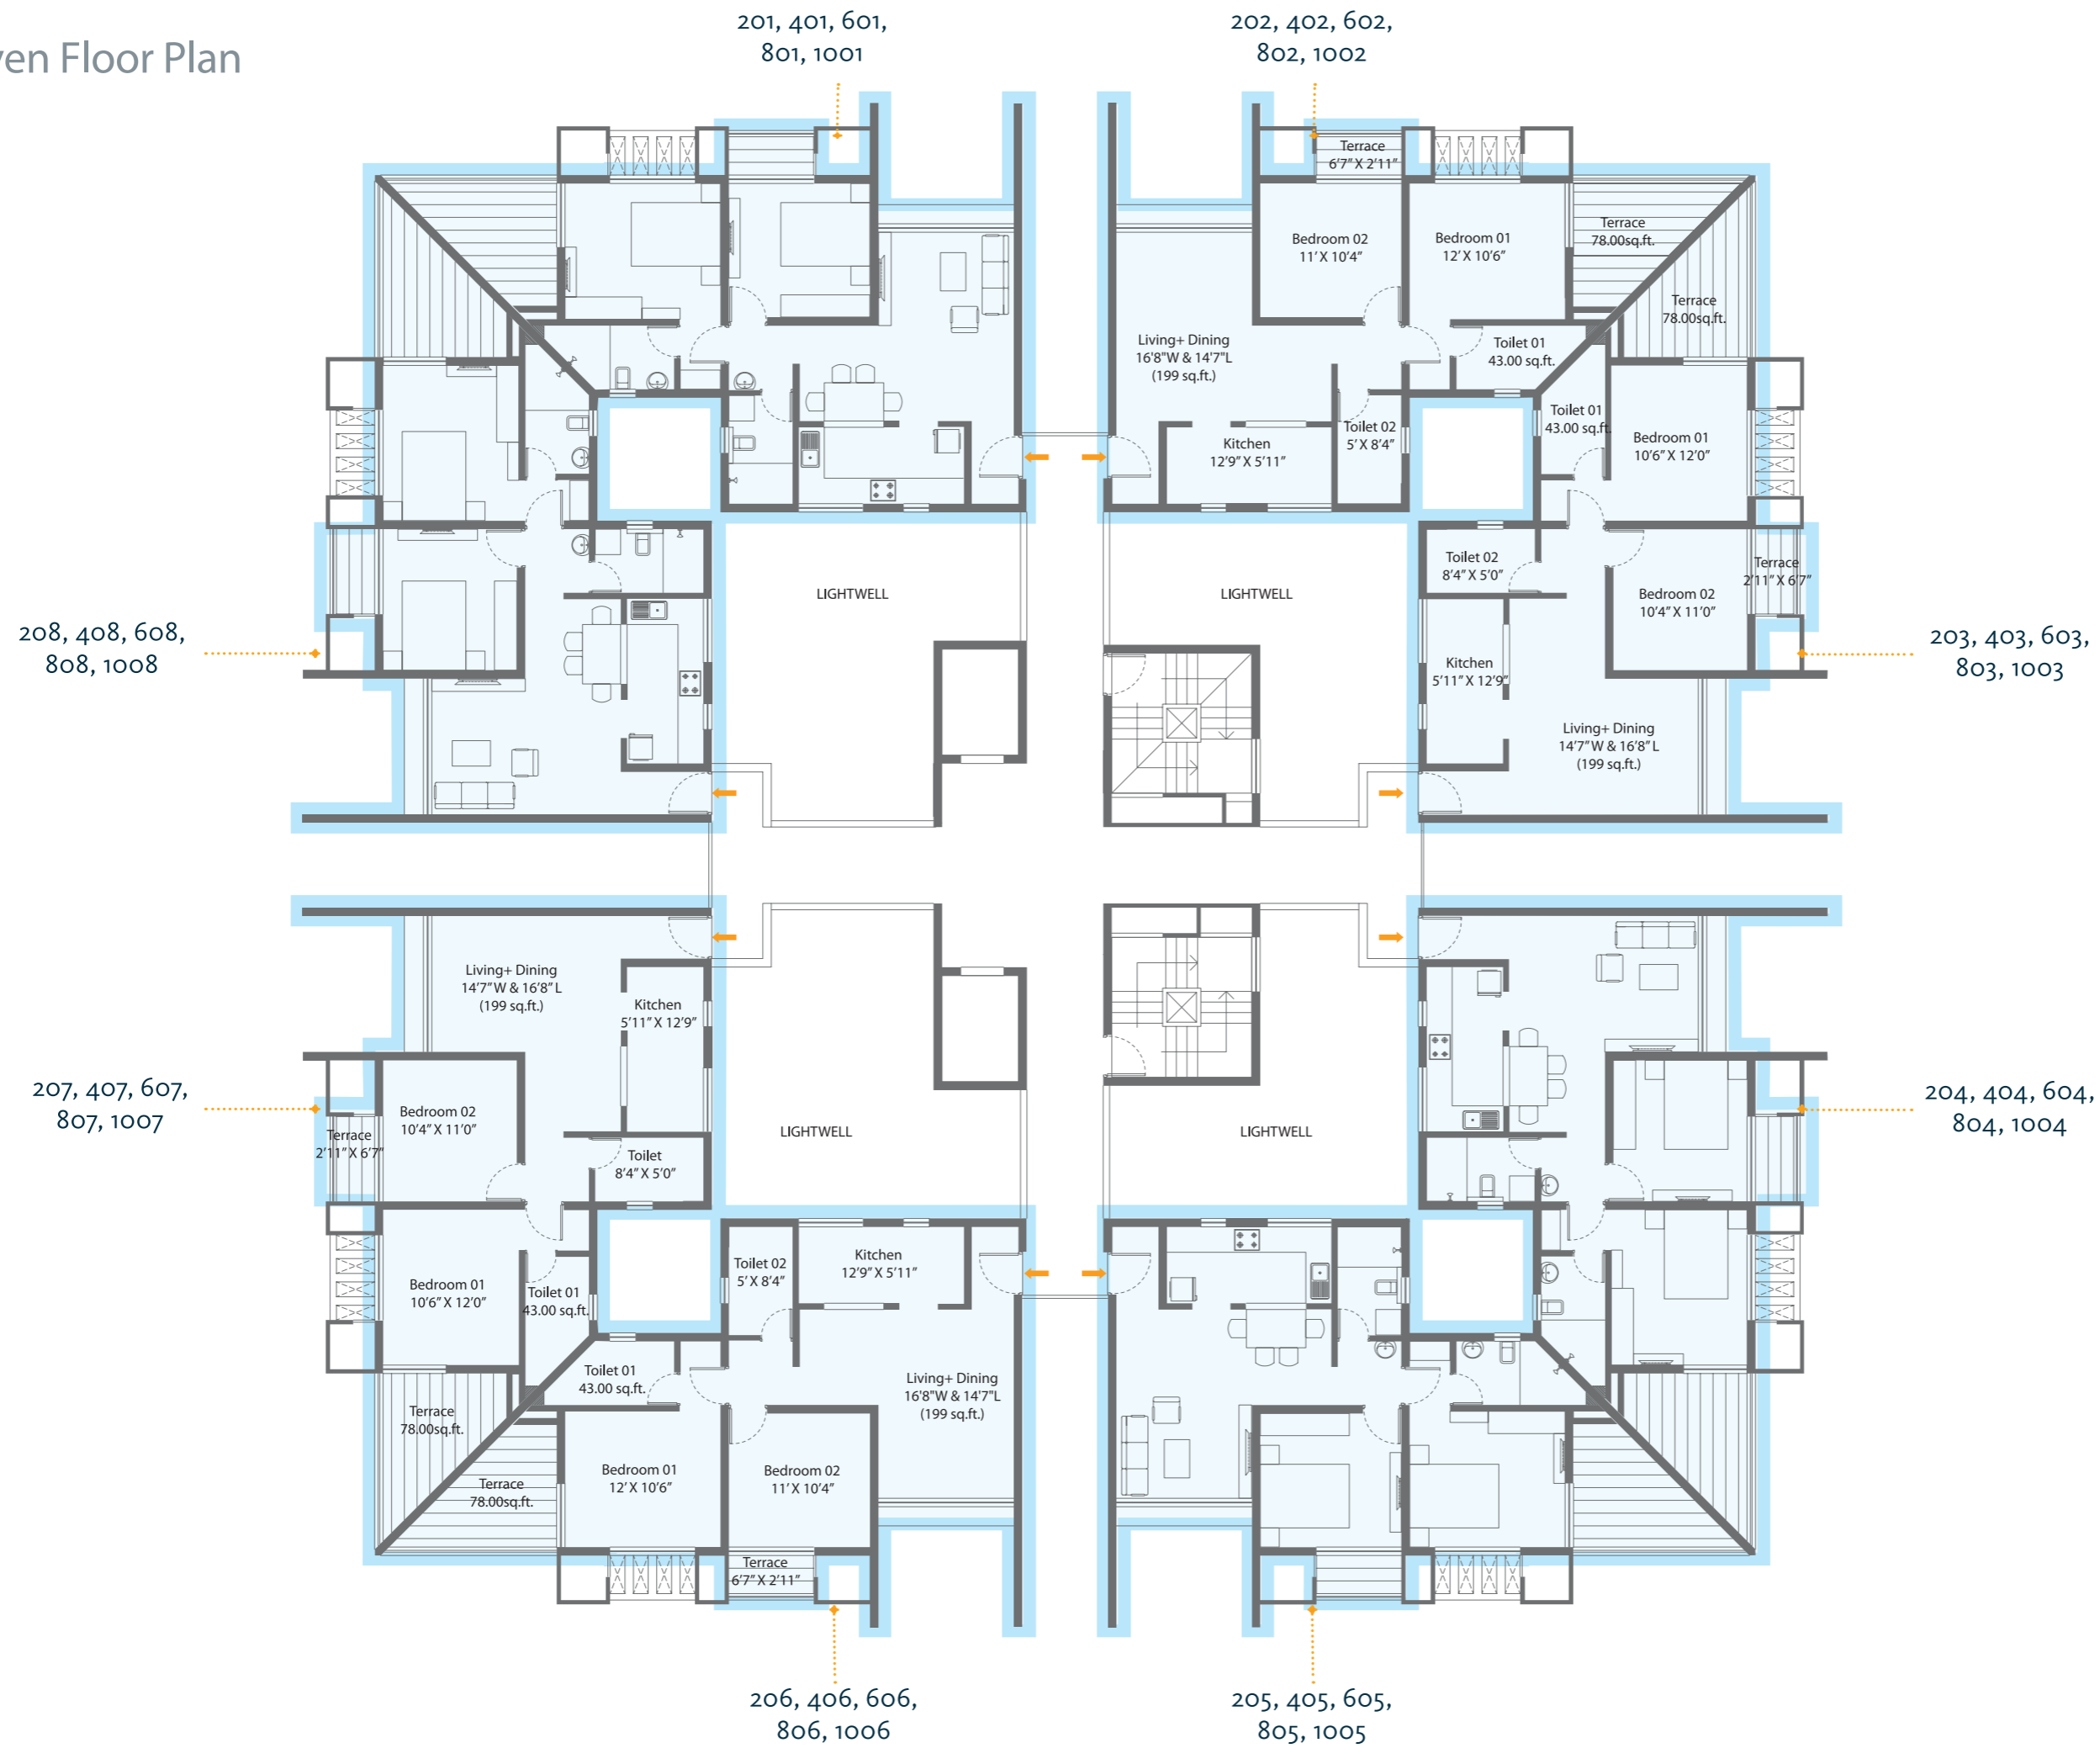 ven Floor Plan
201, 401, 601,
801, 1001
202, 402, 602,
802, 1002
Terrace
6'7" X 2'11"
Bedroom 02
11' X 10'4"
Bedroom 01
12' X 10'6"
Terrace
78.00sq.ft.
Terrace
78.00sq.ft.
Living+ Dining
16'8"W & 14'7"L
(199 sq.ft.)
Toilet 01
43.00 sq.ft.
Toilet 01
43.00 sq.ft.
Toilet 02
5' X 8'4"
Kitchen
12'9" X 5'11"
Bedroom 01
10'6" X 12'0"
Toilet 02
8'4" X 5'0"
Terrace
2'11" X 6'7"
Bedroom 02
10'4" X 11'0"
LIGHTWELL
LIGHTWELL
208, 408, 608,
808, 1008
203, 403, 603,
803, 1003
Kitchen
5'11" X 12'9"
Living+ Dining
14'7"W & 16'8"L
(199 sq.ft.)
Living+ Dining
14'7"W & 16'8"L
(199 sq.ft.)
Kitchen
5'11" X 12'9"
207, 407, 607,
807, 1007
204, 404, 604,
804, 1004
Bedroom 02
10'4" X 11'0"
Terrace
2'11" X 6'7"
LIGHTWELL
LIGHTWELL
Toilet
8'4" X 5'0"
Bedroom 01
10'6" X 12'0"
Toilet 01
43.00 sq.ft.
Toilet 02
5' X 8'4"
Kitchen
12'9" X 5'11"
Toilet 01
43.00 sq.ft.
Living+ Dining
16'8"W & 14'7"L
(199 sq.ft.)
Terrace
78.00sq.ft.
Terrace
78.00sq.ft.
Bedroom 01
12' X 10'6"
Bedroom 02
11' X 10'4"
Terrace
6'7" X 2'11"
206, 406, 606,
806, 1006
205, 405, 605,
805, 1005